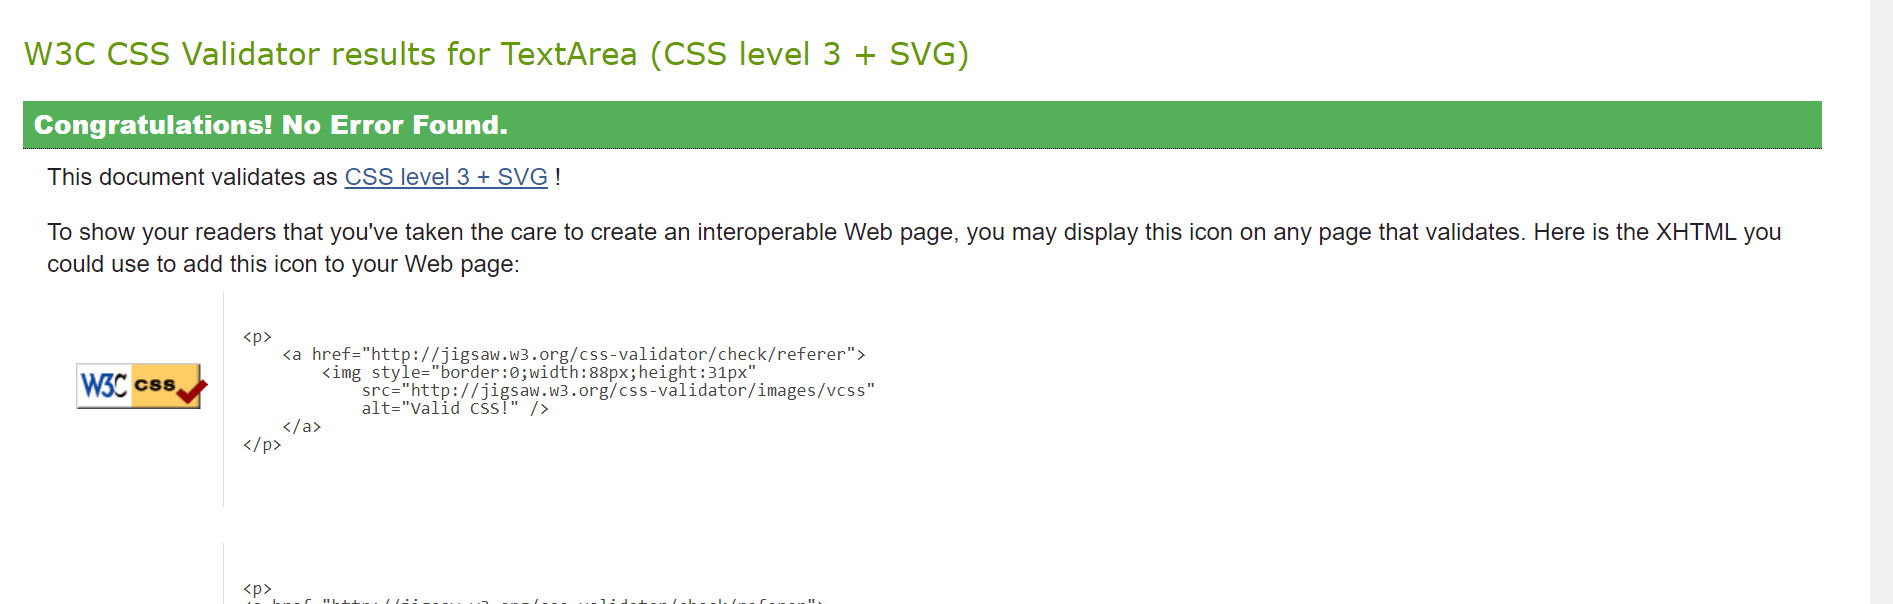 W3C CSS Validator results for TextArea (CSS level 3 + SVG)
Congratulations! No Error Found.
This document validates as CSS level 3 + SVG !
To show your readers that you've taken the care to create an interoperable Web page, you may display this icon on any page that validates. Here is the XHTML you
could use to add this icon to your Web page:
W3C css
<p>
    <a href="http://jigsaw.w3.org/css-validator/check/referer">
        <img style="border:0;width:88px;height:31px"
            src="http://jigsaw.w3.org/css-validator/images/vcss"
            alt="Valid CSS!" />
    </a>
</p>
<p>